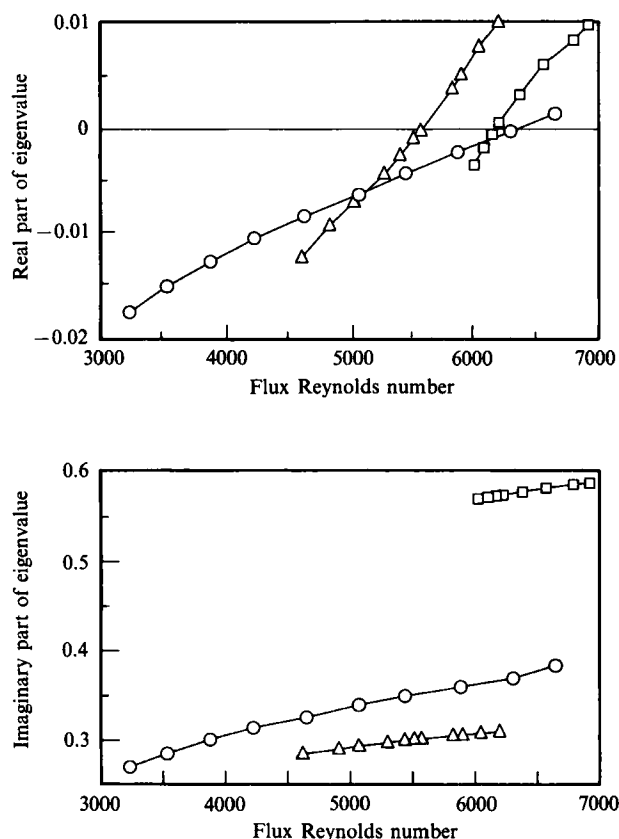 0.01
0
−0.01
−0.02
Real part of eigenvalue
3000 4000 5000 6000 7000
Flux Reynolds number
0.6
0.5
0.4
0.3
Imaginary part of eigenvalue
3000 4000 5000 6000 7000
Flux Reynolds number